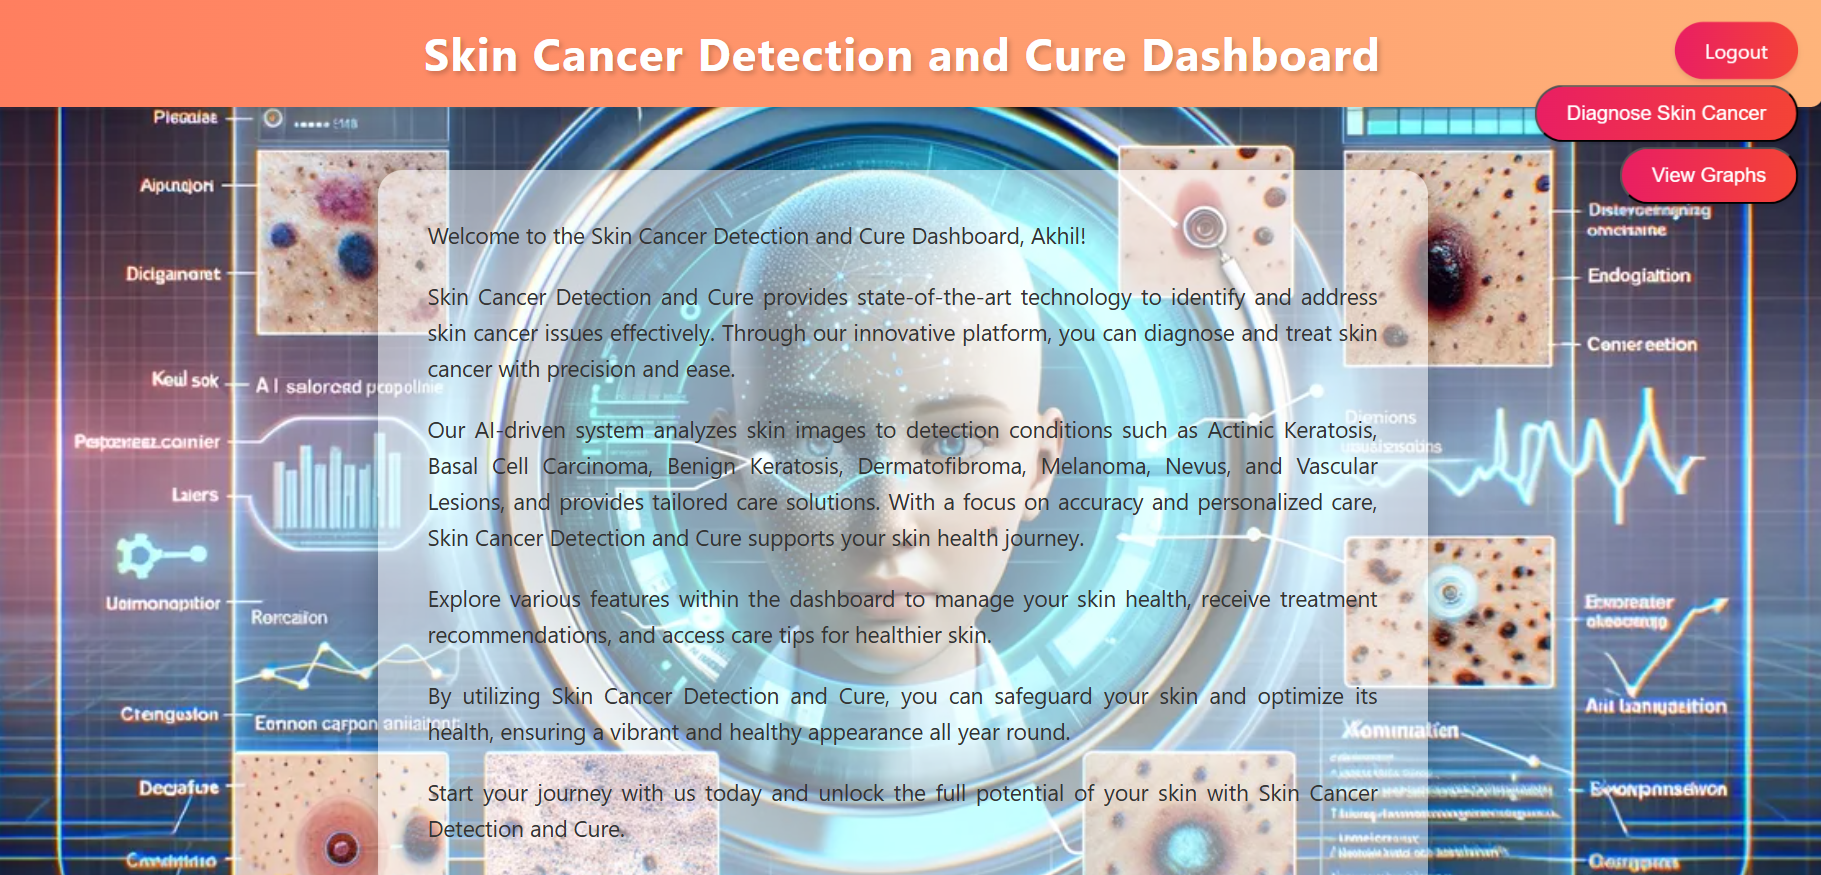 Skin Cancer Detection and Cure Dashboard
Logout
Diagnose Skin Cancer
View Graphs
Welcome to the Skin Cancer Detection and Cure Dashboard, Akhil!
Skin Cancer Detection and Cure provides state-of-the-art technology to identify and address
skin cancer issues effectively. Through our innovative platform, you can diagnose and treat skin
cancer with precision and ease.
Our AI-driven system analyzes skin images to detection conditions such as Actinic Keratosis,
Basal Cell Carcinoma, Benign Keratosis, Dermatofibroma, Melanoma, Nevus, and Vascular
Lesions, and provides tailored care solutions. With a focus on accuracy and personalized care,
Skin Cancer Detection and Cure supports your skin health journey.
Explore various features within the dashboard to manage your skin health, receive treatment
recommendations, and access care tips for healthier skin.
By utilizing Skin Cancer Detection and Cure, you can safeguard your skin and optimize its
health, ensuring a vibrant and healthy appearance all year round.
Start your journey with us today and unlock the full potential of your skin with Skin Cancer
Detection and Cure.